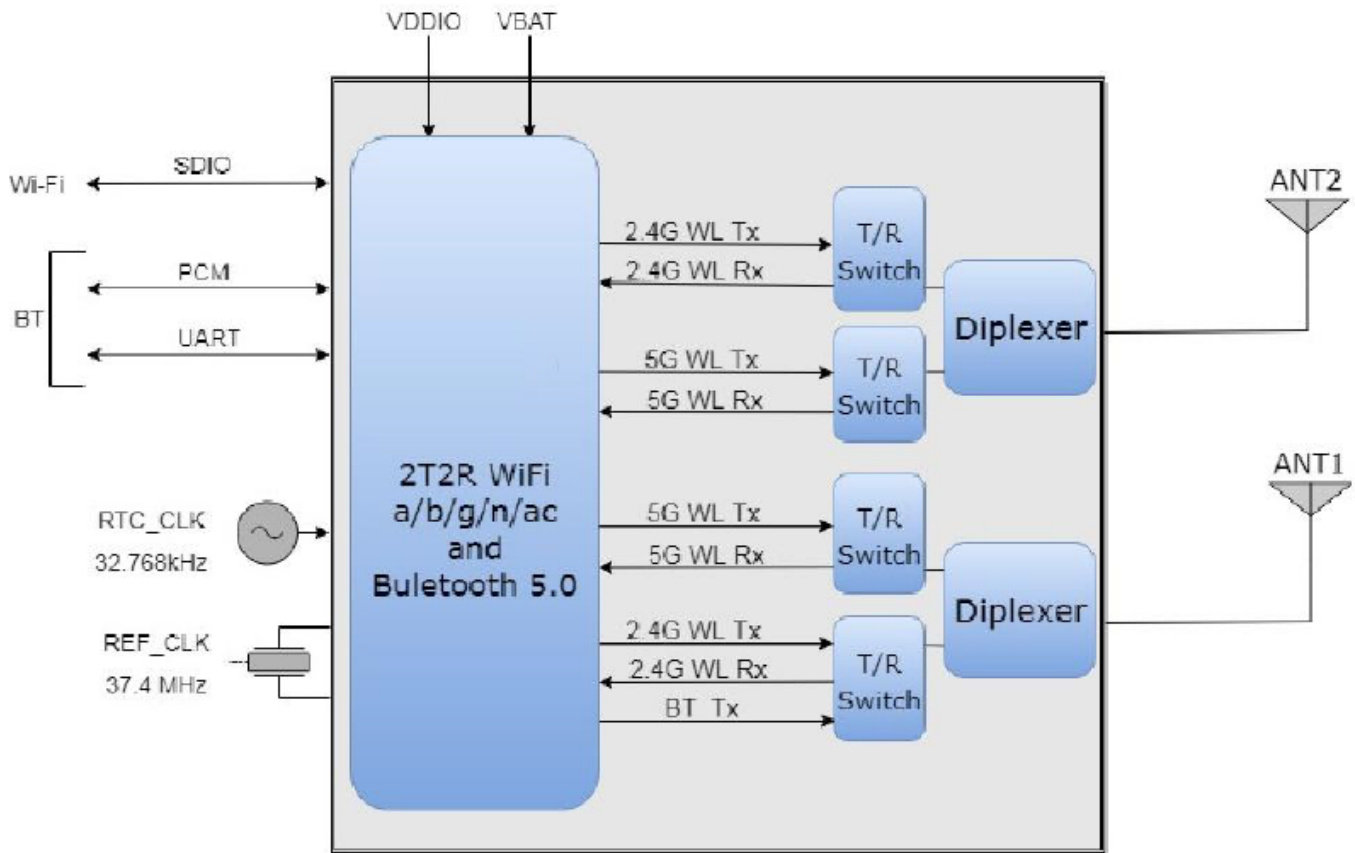 VDDIO
VBAT
Wi-Fi
SDIO
BT
PCM
UART
RTC_CLK
32.768kHz
REF_CLK
37.4 MHz
2T2R WiFi
a/b/g/n/ac
and
Buletooth 5.0
2.4G WL Tx
2.4G WL Rx
T/R
Switch
5G WL Tx
5G WL Rx
T/R
Switch
Diplexer
ANT2
5G WL Tx
5G WL Rx
T/R
Switch
2.4G WL Tx
2.4G WL Rx
BT_Tx
T/R
Switch
Diplexer
ANT1